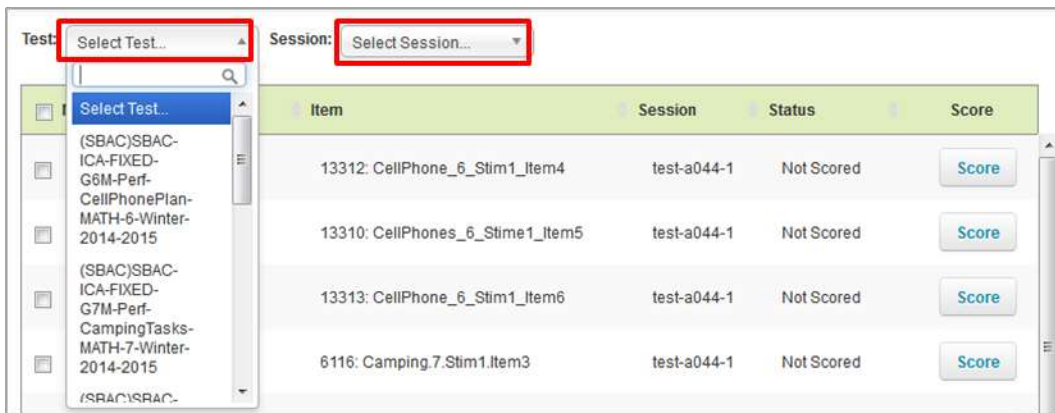 Test: Select Test... Session: Select Session...
Select Test... Item Session Status Score
(SBAC)SBAC-
ICA-FIXED-
G6M-Perf-
CellPhonePlan-
MATH-6-Winter-
2014-2015
(SBAC)SBAC-
ICA-FIXED-
G7M-Perf-
CampingTasks-
MATH-7-Winter-
2014-2015
(SBAC)SBAC-
13312: CellPhone_6_Stim1_Item4 test-a044-1 Not Scored Score
13310: CellPhones_6_Stime1_Item5 test-a044-1 Not Scored Score
13313: CellPhone_6_Stim1_Item6 test-a044-1 Not Scored Score
6116: Camping.7.Stim1.Item3 test-a044-1 Not Scored Score